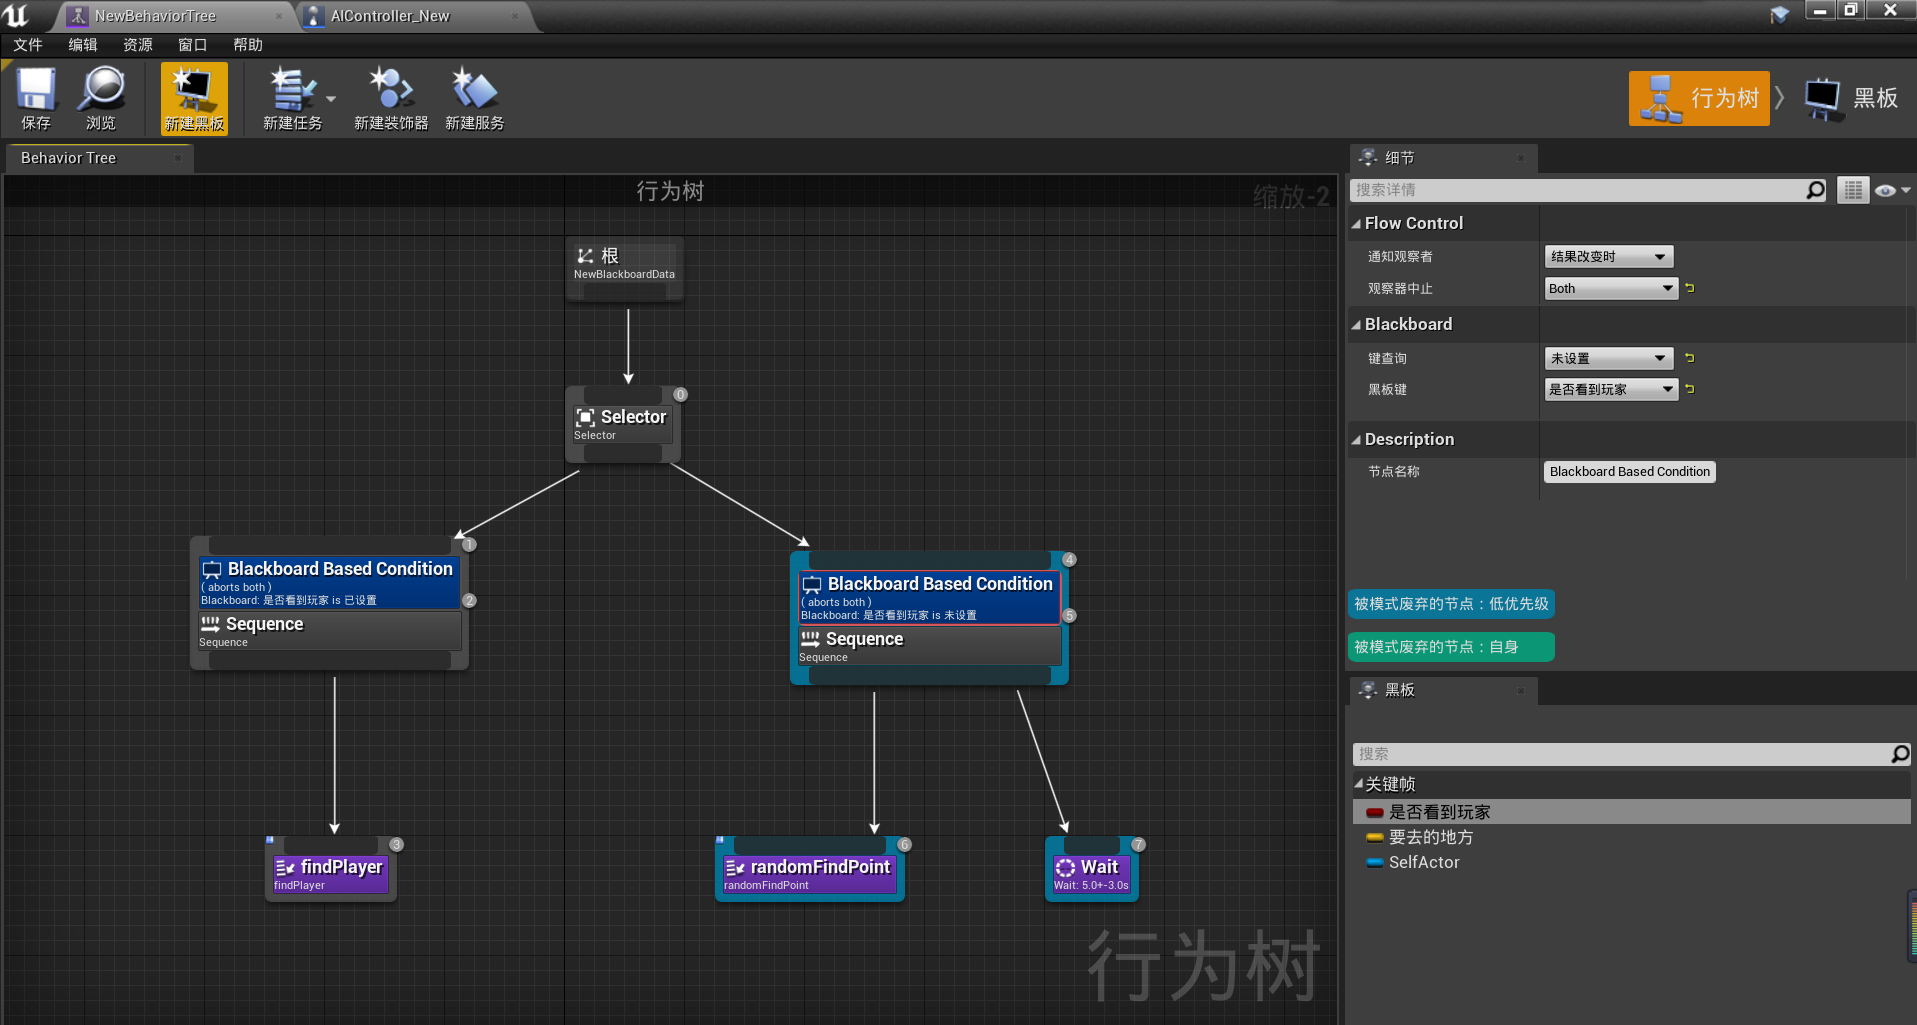 NewBehaviorTree
AIController_New
文件 编辑 资源 窗口 帮助
保存 浏览 新建黑板 新建任务 新建装饰器 新建服务
行为树 黑板
Behavior Tree
行为树
缩放-2
根
NewBlackboardData
0
Selector
Selector
1
Blackboard Based Condition
( aborts both )
Blackboard: 是否看到玩家 is 已设置
2
Sequence
Sequence
4
Blackboard Based Condition
( aborts both )
Blackboard: 是否看到玩家 is 未设置
5
Sequence
Sequence
3
findPlayer
findPlayer
6
randomFindPoint
randomFindPoint
7
Wait
Wait: 5.0+-3.0s
行为树
细节
搜索详情
Flow Control
通知观察者 结果改变时
观察器中止 Both
Blackboard
键查询 未设置
黑板键 是否看到玩家
Description
节点名称 Blackboard Based Condition
被模式废弃的节点：低优先级
被模式废弃的节点：自身
黑板
搜索
关键帧
是否看到玩家
要去的地方
SelfActor